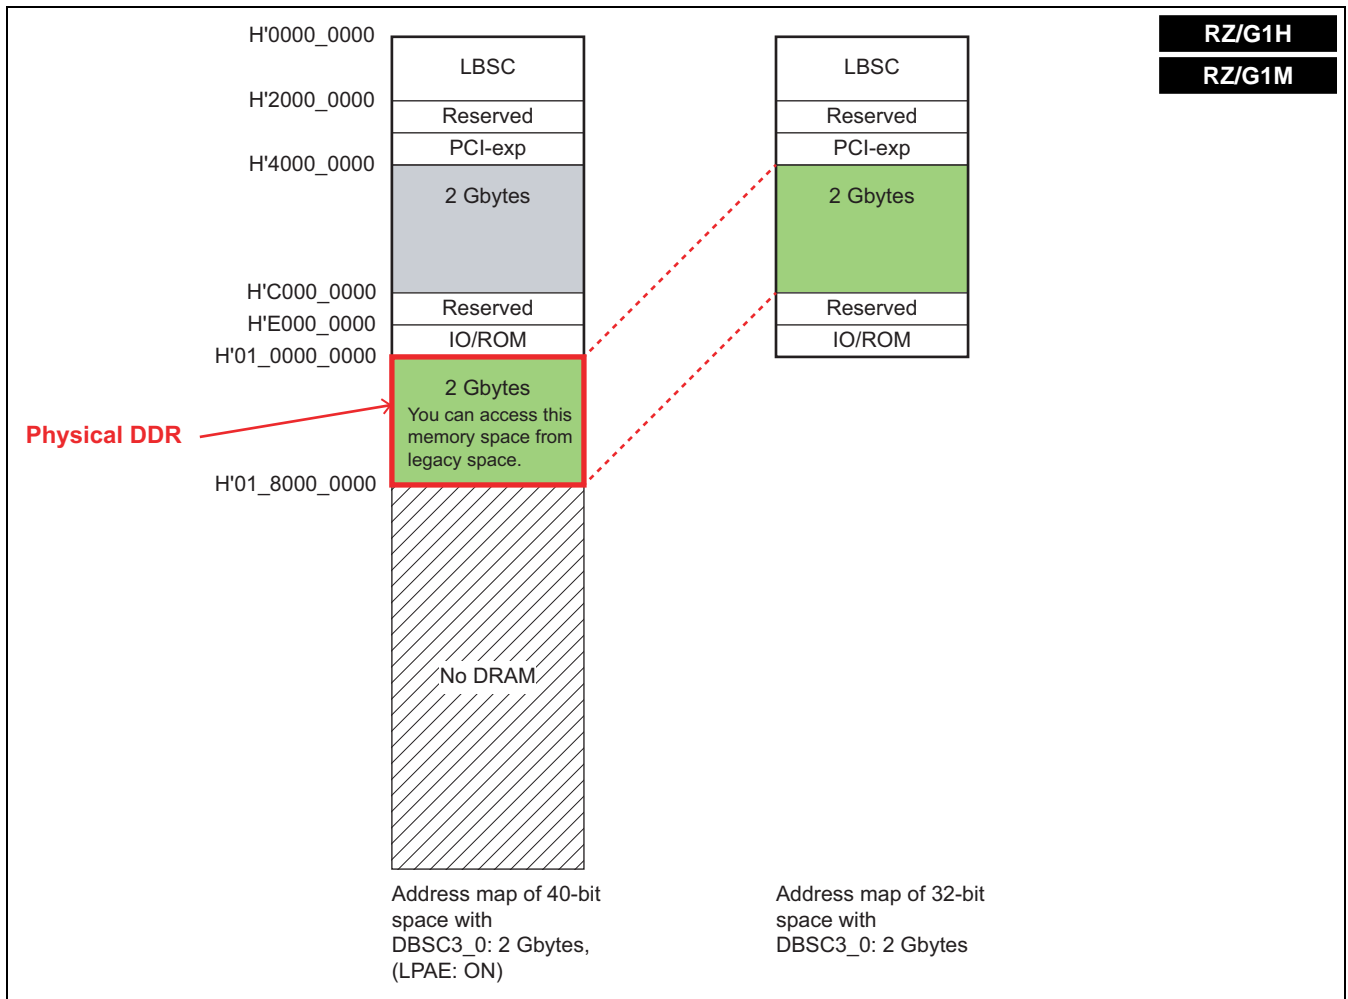 RZ/G1H
RZ/G1M
H'0000_0000
LBSC
H'2000_0000
Reserved
PCI-exp
H'4000_0000
2 Gbytes
H'C000_0000
Reserved
H'E000_0000
IO/ROM
H'01_0000_0000
2 Gbytes
You can access this
memory space from
legacy space.
Physical DDR
H'01_8000_0000
No DRAM
Address map of 40-bit
space with
DBSC3_0: 2 Gbytes,
(LPAE: ON)
LBSC
Reserved
PCI-exp
2 Gbytes
Reserved
IO/ROM
Address map of 32-bit
space with
DBSC3_0: 2 Gbytes